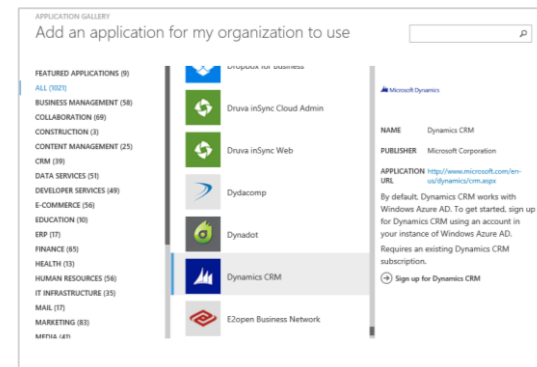 APPLICATION GALLERY
Add an application for my organization to use
FEATURED APPLICATIONS (9)
ALL (1021)
BUSINESS MANAGEMENT (58)
COLLABORATION (69)
CONSTRUCTION (3)
CONTENT MANAGEMENT (25)
CRM (39)
DATA SERVICES (51)
DEVELOPER SERVICES (49)
E-COMMERCE (56)
EDUCATION (10)
ERP (17)
FINANCE (65)
HEALTH (13)
HUMAN RESOURCES (56)
IT INFRASTRUCTURE (35)
MAIL (17)
MARKETING (83)
MEDIA (41)
Dropbox for Business
Druva inSync Cloud Admin
Druva inSync Web
Dydacomp
Dynadot
Dynamics CRM
E2open Business Network
Microsoft Dynamics
NAME Dynamics CRM
PUBLISHER Microsoft Corporation
APPLICATION http://www.microsoft.com/en-
URL us/dynamics/crm.aspx
By default, Dynamics CRM works with
Windows Azure AD. To get started, sign up
for Dynamics CRM using an account in
your instance of Windows Azure AD.
Requires an existing Dynamics CRM
subscription.
Sign up for Dynamics CRM